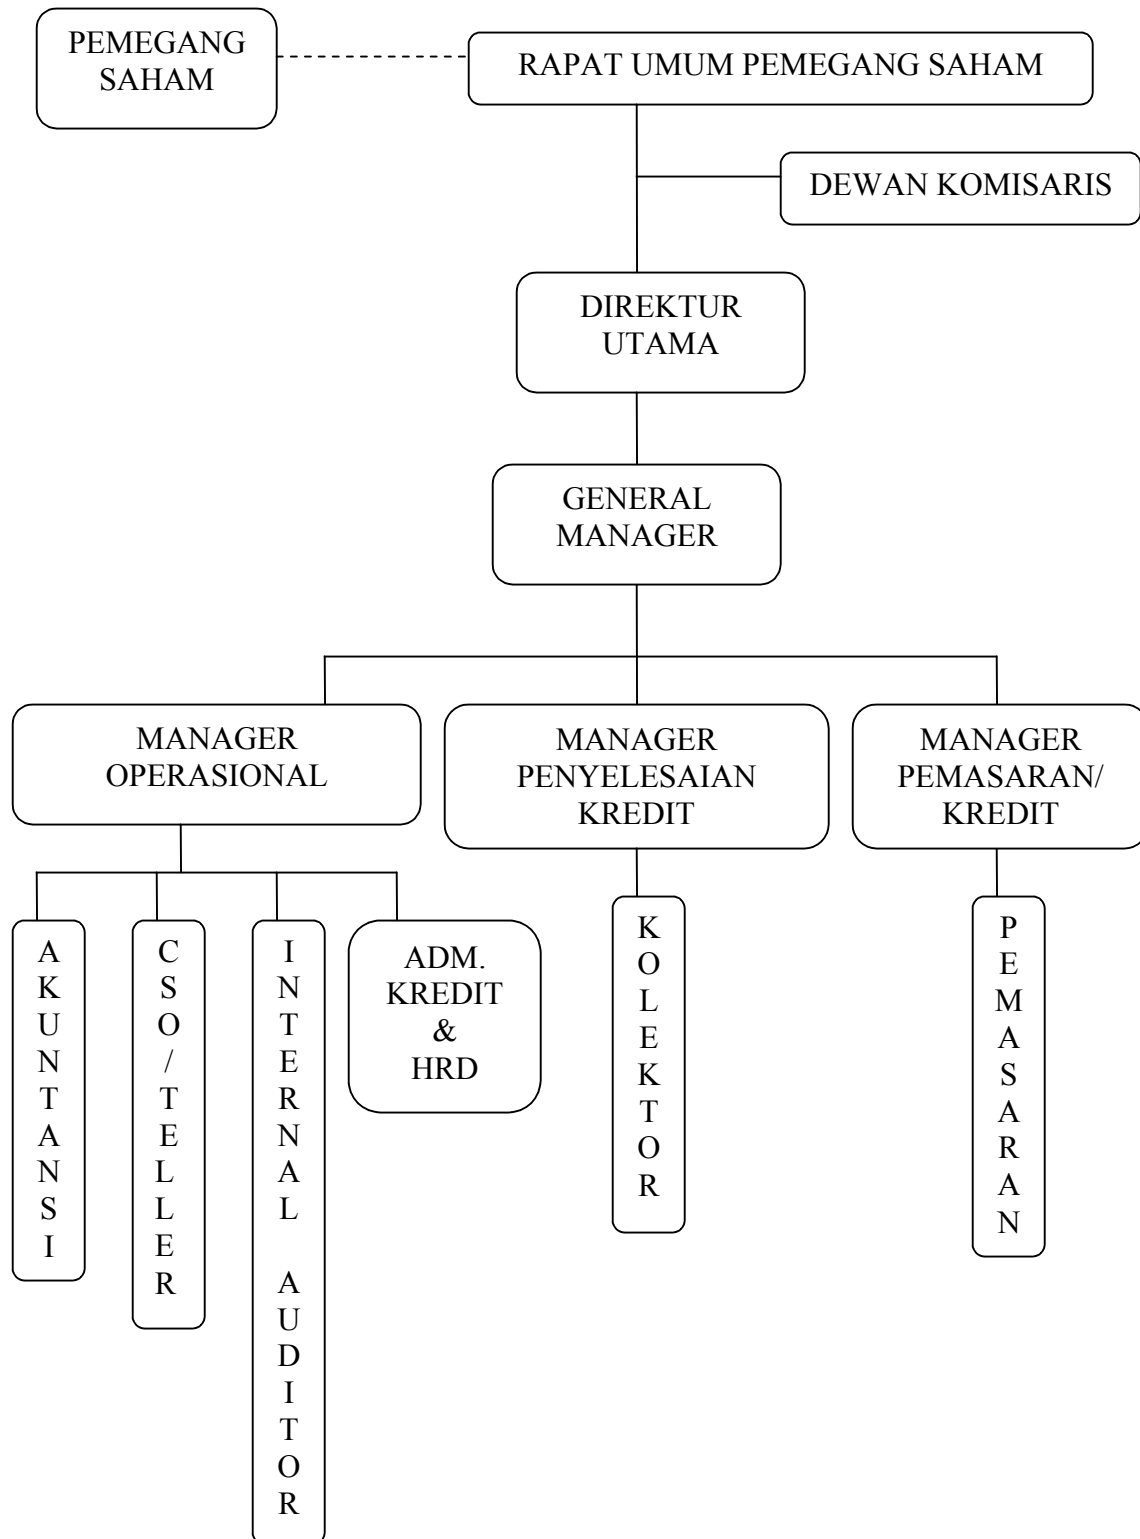 PEMEGANG
SAHAM
RAPAT UMUM PEMEGANG SAHAM
DEWAN KOMISARIS
DIREKTUR
UTAMA
GENERAL
MANAGER
MANAGER
OPERASIONAL
MANAGER
PENYELESAIAN
KREDIT
MANAGER
PEMASARAN/
KREDIT
AKUNTANSI
CSO/TELLER
INTERNAL AUDITOR
ADM.
KREDIT
&
HRD
KOLEKTOR
PEMASARAN